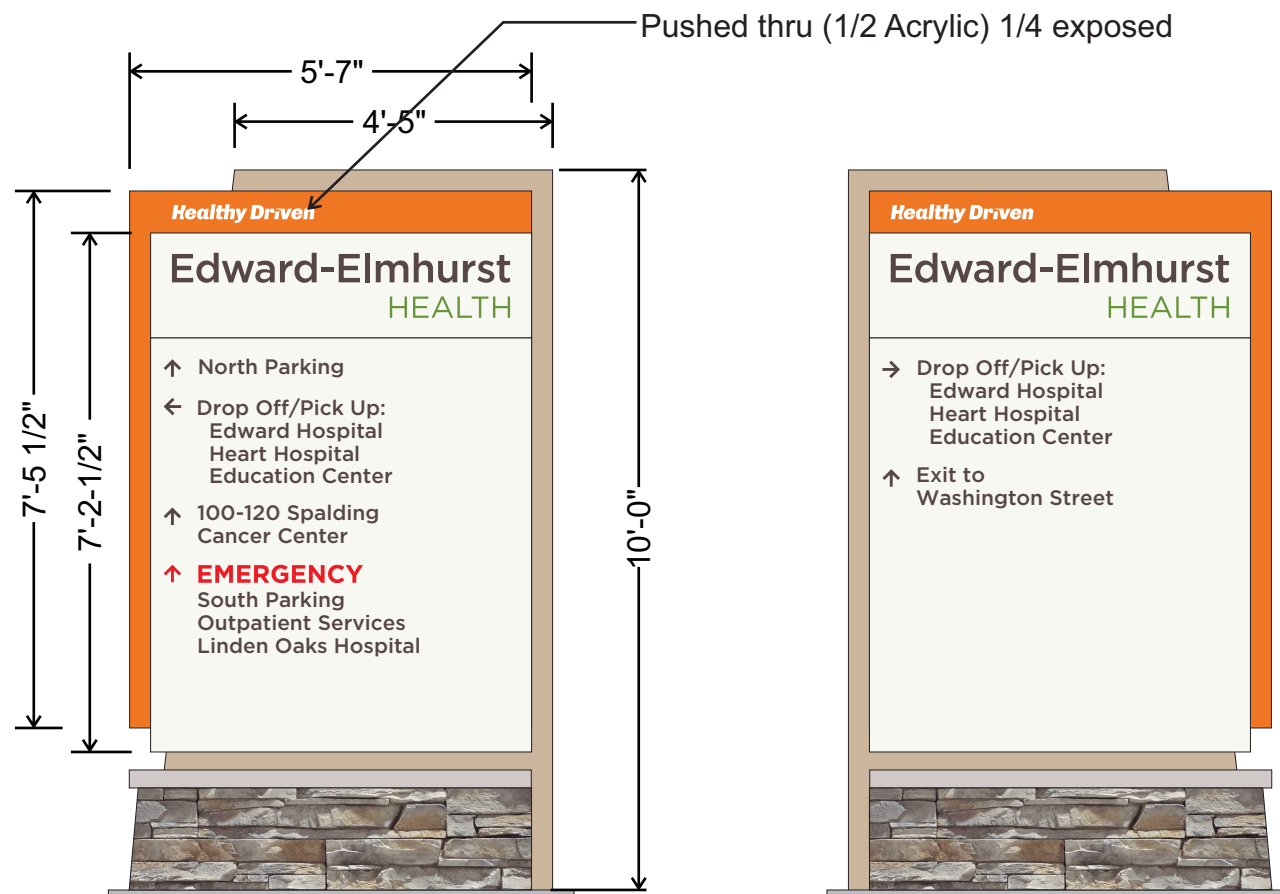 Pushed thru (1/2 Acrylic) 1/4 exposed
5'-7"
4'-5"
7'-5 1/2"
7'-2-1/2"
10'-0"
Healthy Driven
Edward-Elmhurst
HEALTH
↑ North Parking
← Drop Off/Pick Up:
Edward Hospital
Heart Hospital
Education Center
↑ 100-120 Spalding
Cancer Center
↑ EMERGENCY
South Parking
Outpatient Services
Linden Oaks Hospital
Healthy Driven
Edward-Elmhurst
HEALTH
→ Drop Off/Pick Up:
Edward Hospital
Heart Hospital
Education Center
↑ Exit to
Washington Street